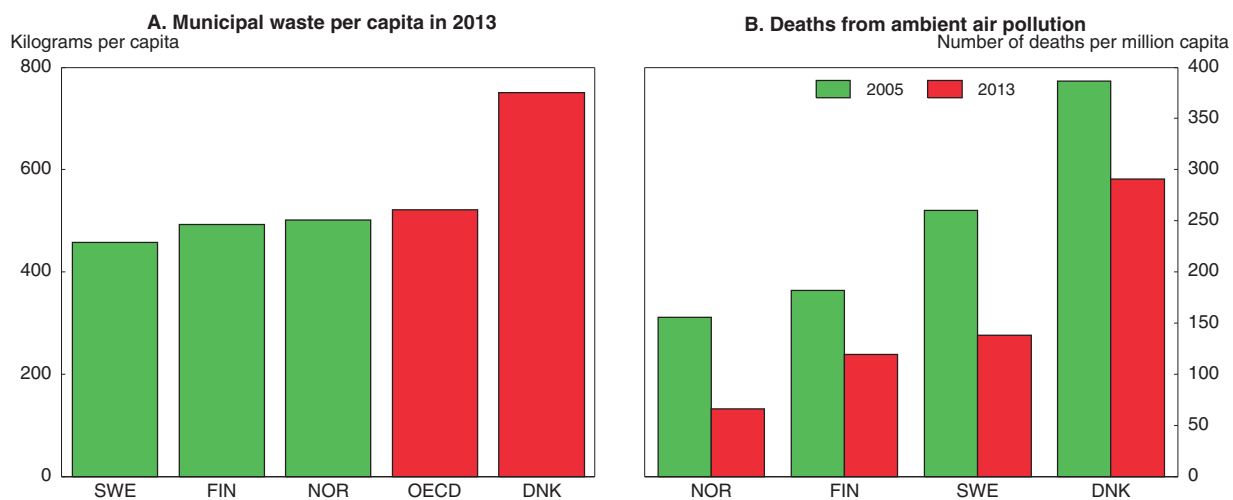 A. Municipal waste per capita in 2013
Kilograms per capita
800
600
400
200
0
SWE FIN NOR OECD DNK
B. Deaths from ambient air pollution
Number of deaths per million capita
2005 2013
400
350
300
250
200
150
100
50
0
NOR FIN SWE DNK